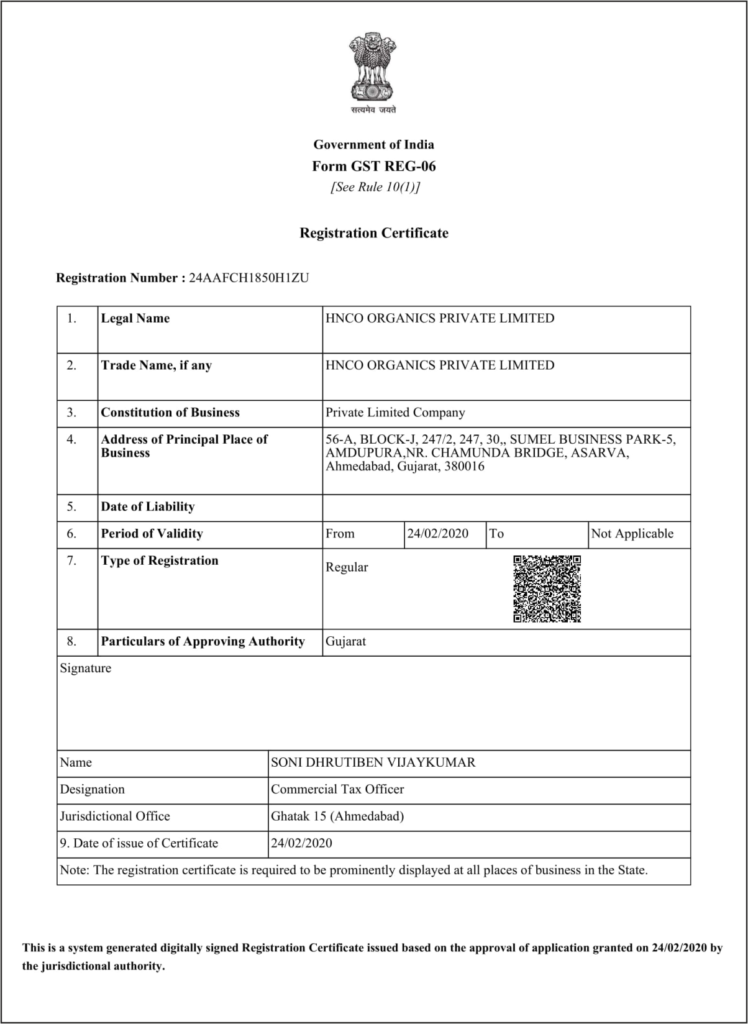 सत्यमेव जयते
Government of India
Form GST REG-06
[See Rule 10(1)]
Registration Certificate
Registration Number : 24AAFCH1850H1ZU
1. Legal Name HNCO ORGANICS PRIVATE LIMITED
2. Trade Name, if any HNCO ORGANICS PRIVATE LIMITED
3. Constitution of Business Private Limited Company
4. Address of Principal Place of Business 56-A, BLOCK-J, 247/2, 247, 30,, SUMEL BUSINESS PARK-5,
AMDUPURA,NR. CHAMUNDA BRIDGE, ASARVA,
Ahmedabad, Gujarat, 380016
5. Date of Liability
6. Period of Validity From 24/02/2020 To Not Applicable
7. Type of Registration Regular
8. Particulars of Approving Authority Gujarat
Signature
Name SONI DHRUTIBEN VIJAYKUMAR
Designation Commercial Tax Officer
Jurisdictional Office Ghatak 15 (Ahmedabad)
9. Date of issue of Certificate 24/02/2020
Note: The registration certificate is required to be prominently displayed at all places of business in the State.
This is a system generated digitally signed Registration Certificate issued based on the approval of application granted on 24/02/2020 by
the jurisdictional authority.